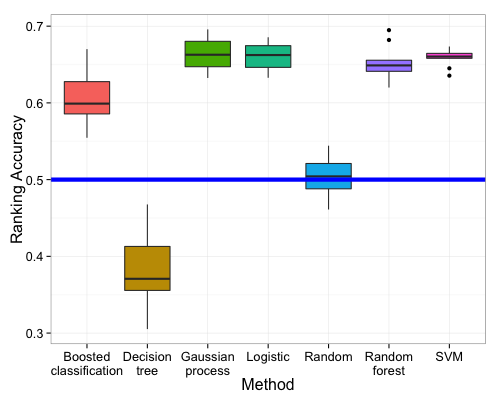 Ranking Accuracy
0.7
0.6
0.5
0.4
0.3
Boosted classification
Decision tree
Gaussian process
Logistic
Random
Random forest
SVM
Method